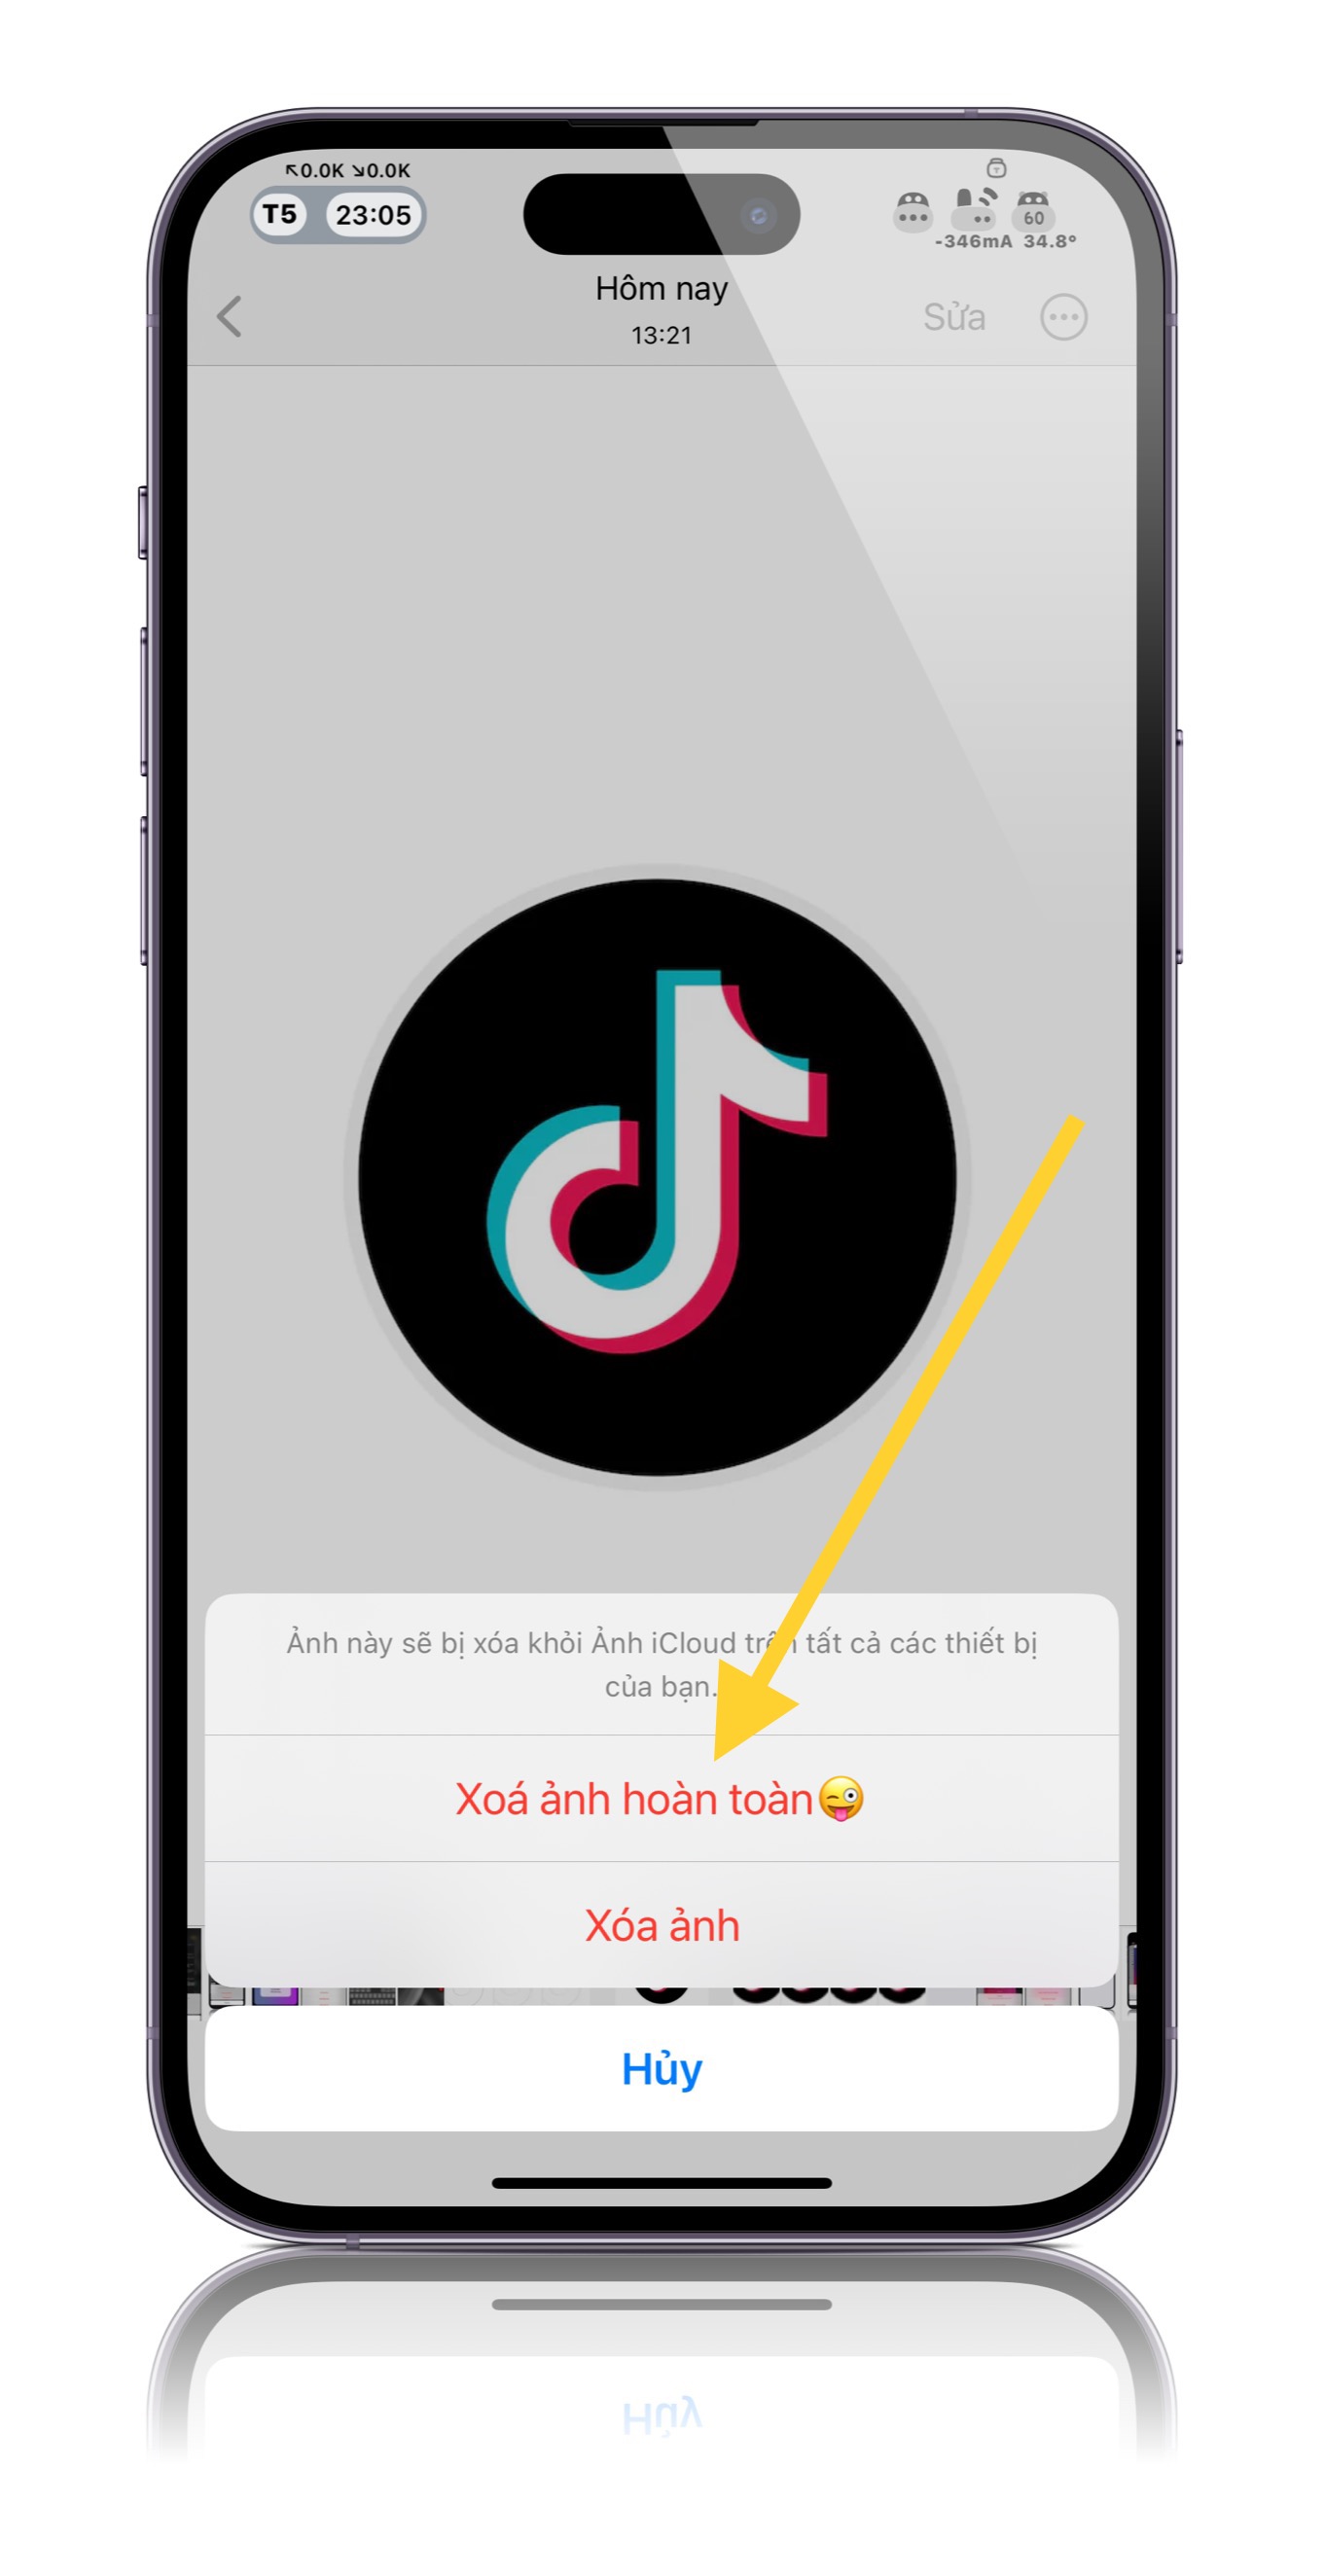 ↖0.0K ↘0.0K
T5 23:05
60
-346mA 34.8°
Hôm nay
13:21
Sửa
Ảnh này sẽ bị xóa khỏi Ảnh iCloud trên tất cả các thiết bị
của bạn.
Xoá ảnh hoàn toàn😜
Xóa ảnh
Hủy
Hủy